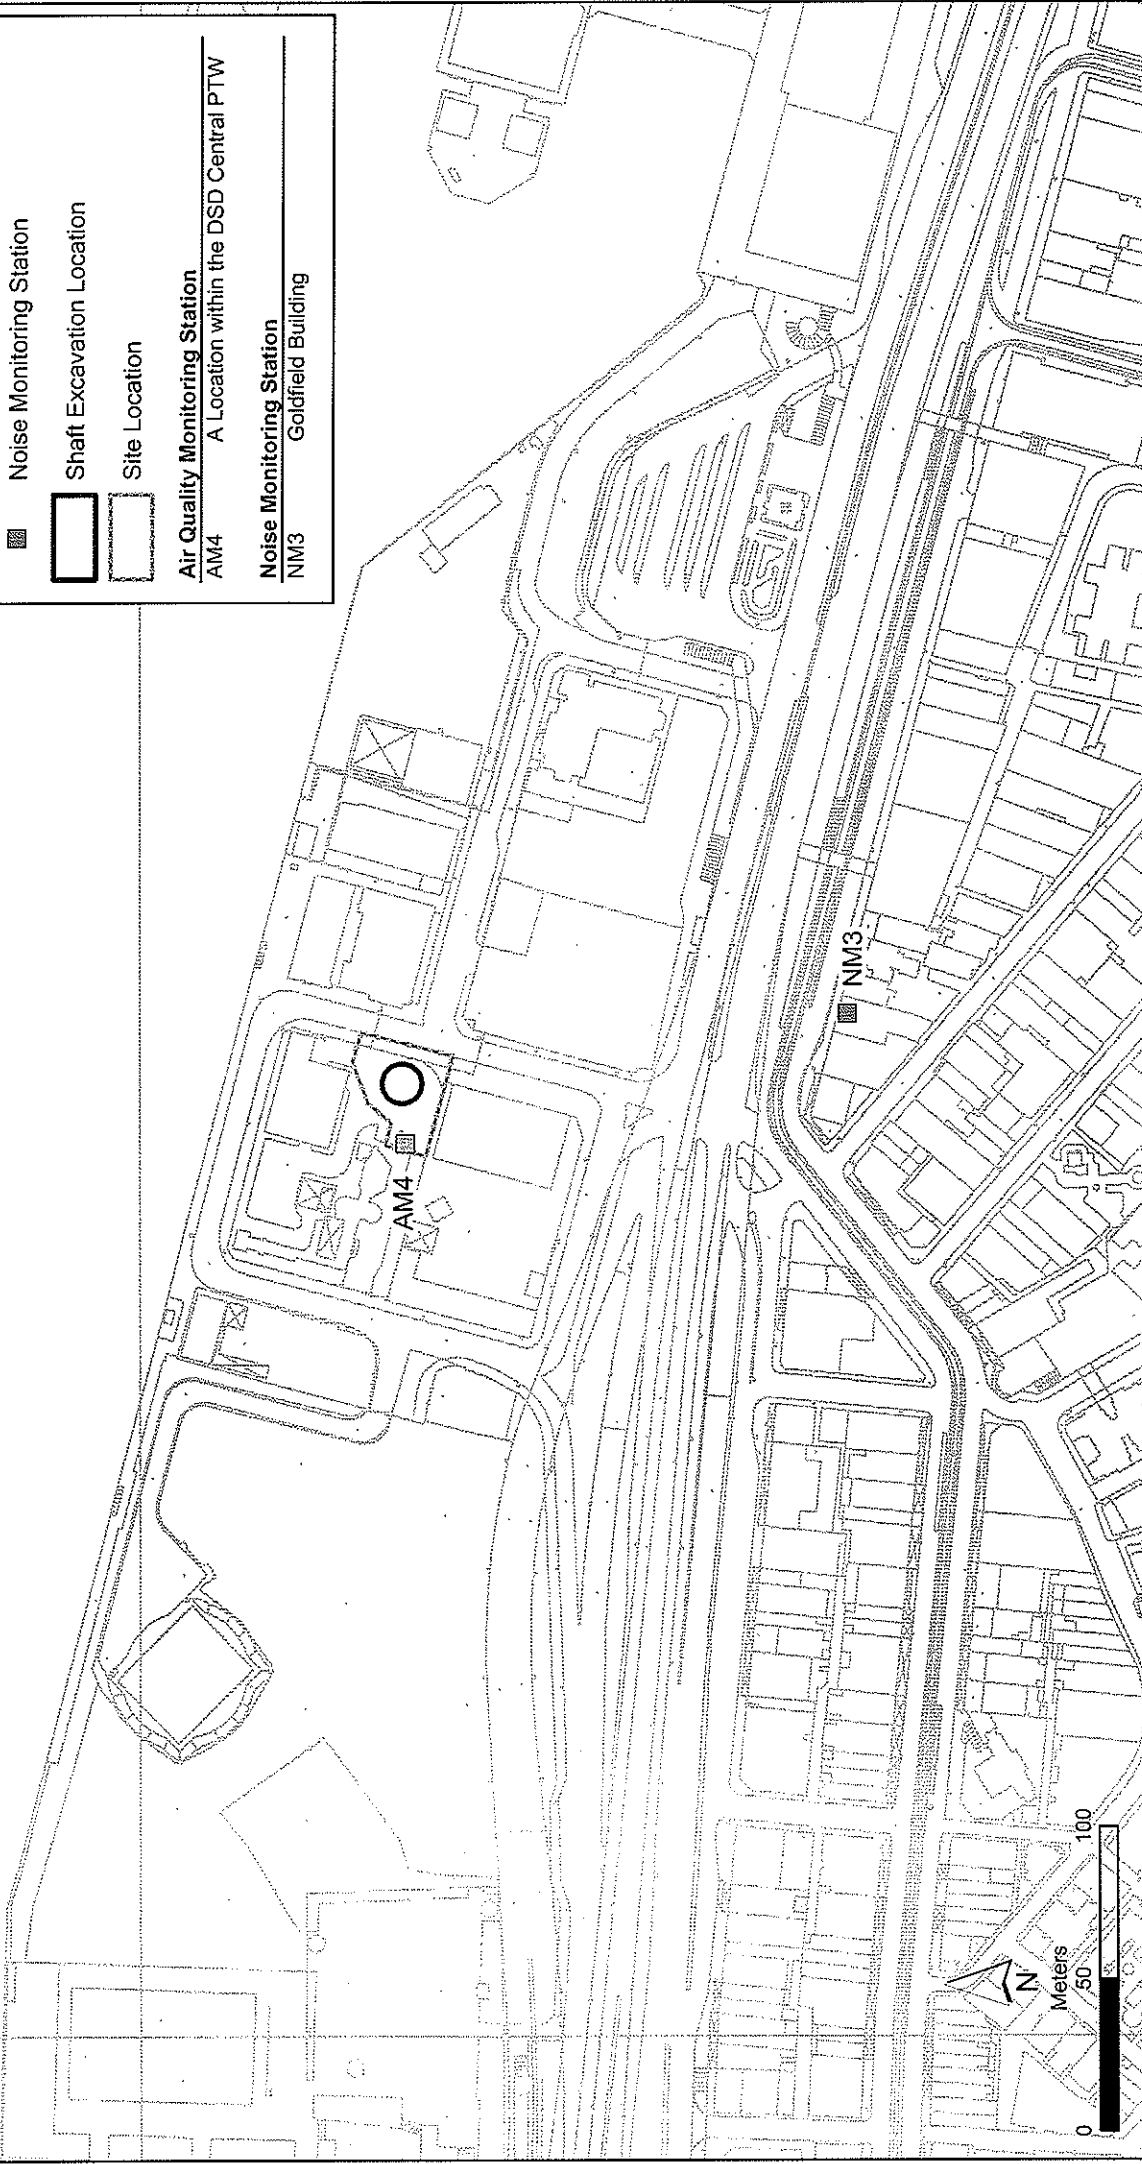 Noise Monitoring Station
Shaft Excavation Location
Site Location
Air Quality Monitoring Station
AM4 A Location within the DSD Central PTW
Noise Monitoring Station
NM3 Goldfield Building
AM4
NM3
N
Meters
0 50 100